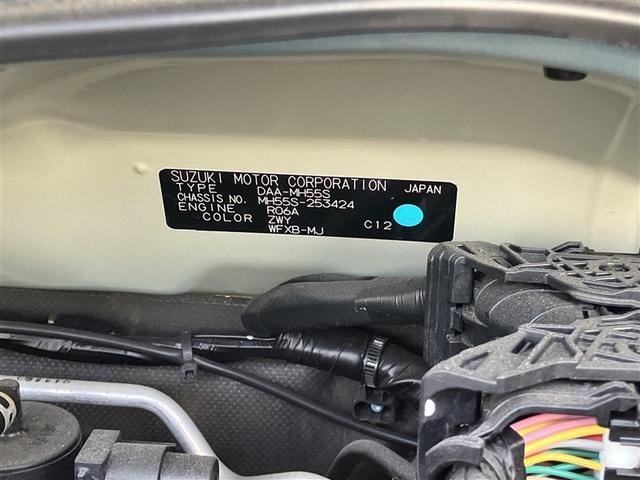 SUZUKI MOTOR CORPORATION JAPAN
TYPE DAA-MH55S
CHASSIS NO. MH55S-253424
ENGINE R06A
COLOR ZWY C12
WFXB-MJ